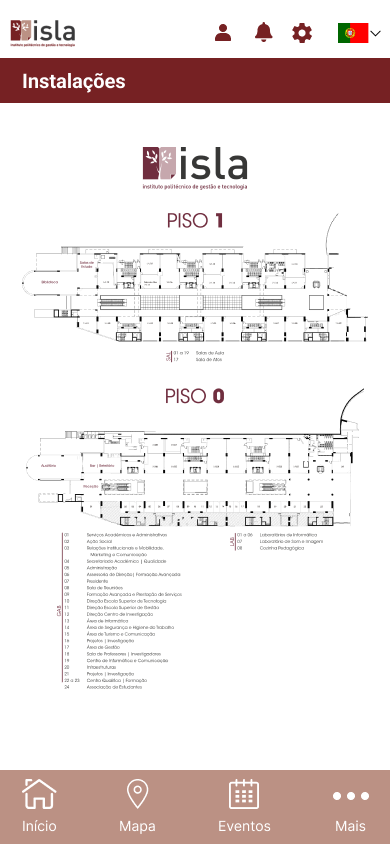 isla
instituto politécnico de gestão e tecnologia
Instalações
isla
instituto politécnico de gestão e tecnologia
PISO 1
Salas de Estudo
Biblioteca
SAL
01 a 19 Salas de Aula
17 Sala de Atos
PISO 0
Auditório
Bar | Refeitório
Receção
GAB
01 Serviços Académicos e Administrativos
02 Ação Social
03 Relações Institucionais e Mobilidade,
Marketing e Comunicação
04 Secretariado Académico | Qualidade
05 Administração
06 Assessoria de Direção | Formação Avançada
07 Presidente
08 Sala de Reuniões
09 Formação Avançada e Prestação de Serviços
10 Direção Escola Superior de Tecnologia
11 Direção Escola Superior de Gestão
12 Direção Centro de Investigação
13 Área de Informática
14 Área de Segurança e Higiene do Trabalho
15 Área de Turismo e Comunicação
16 Projetos | Investigação
17 Área de Gestão
18 Sala de Professores | Investigadores
19 Centro de Informática e Comunicação
20 Infraestruturas
21 Projetos | Investigação
22 a 23 Centro Qualifica | Formação
24 Associação de Estudantes
LAB
01 a 06 Laboratórios de Informática
07 Laboratório de Som e Imagem
08 Cozinha Pedagógica
Início
Mapa
Eventos
Mais